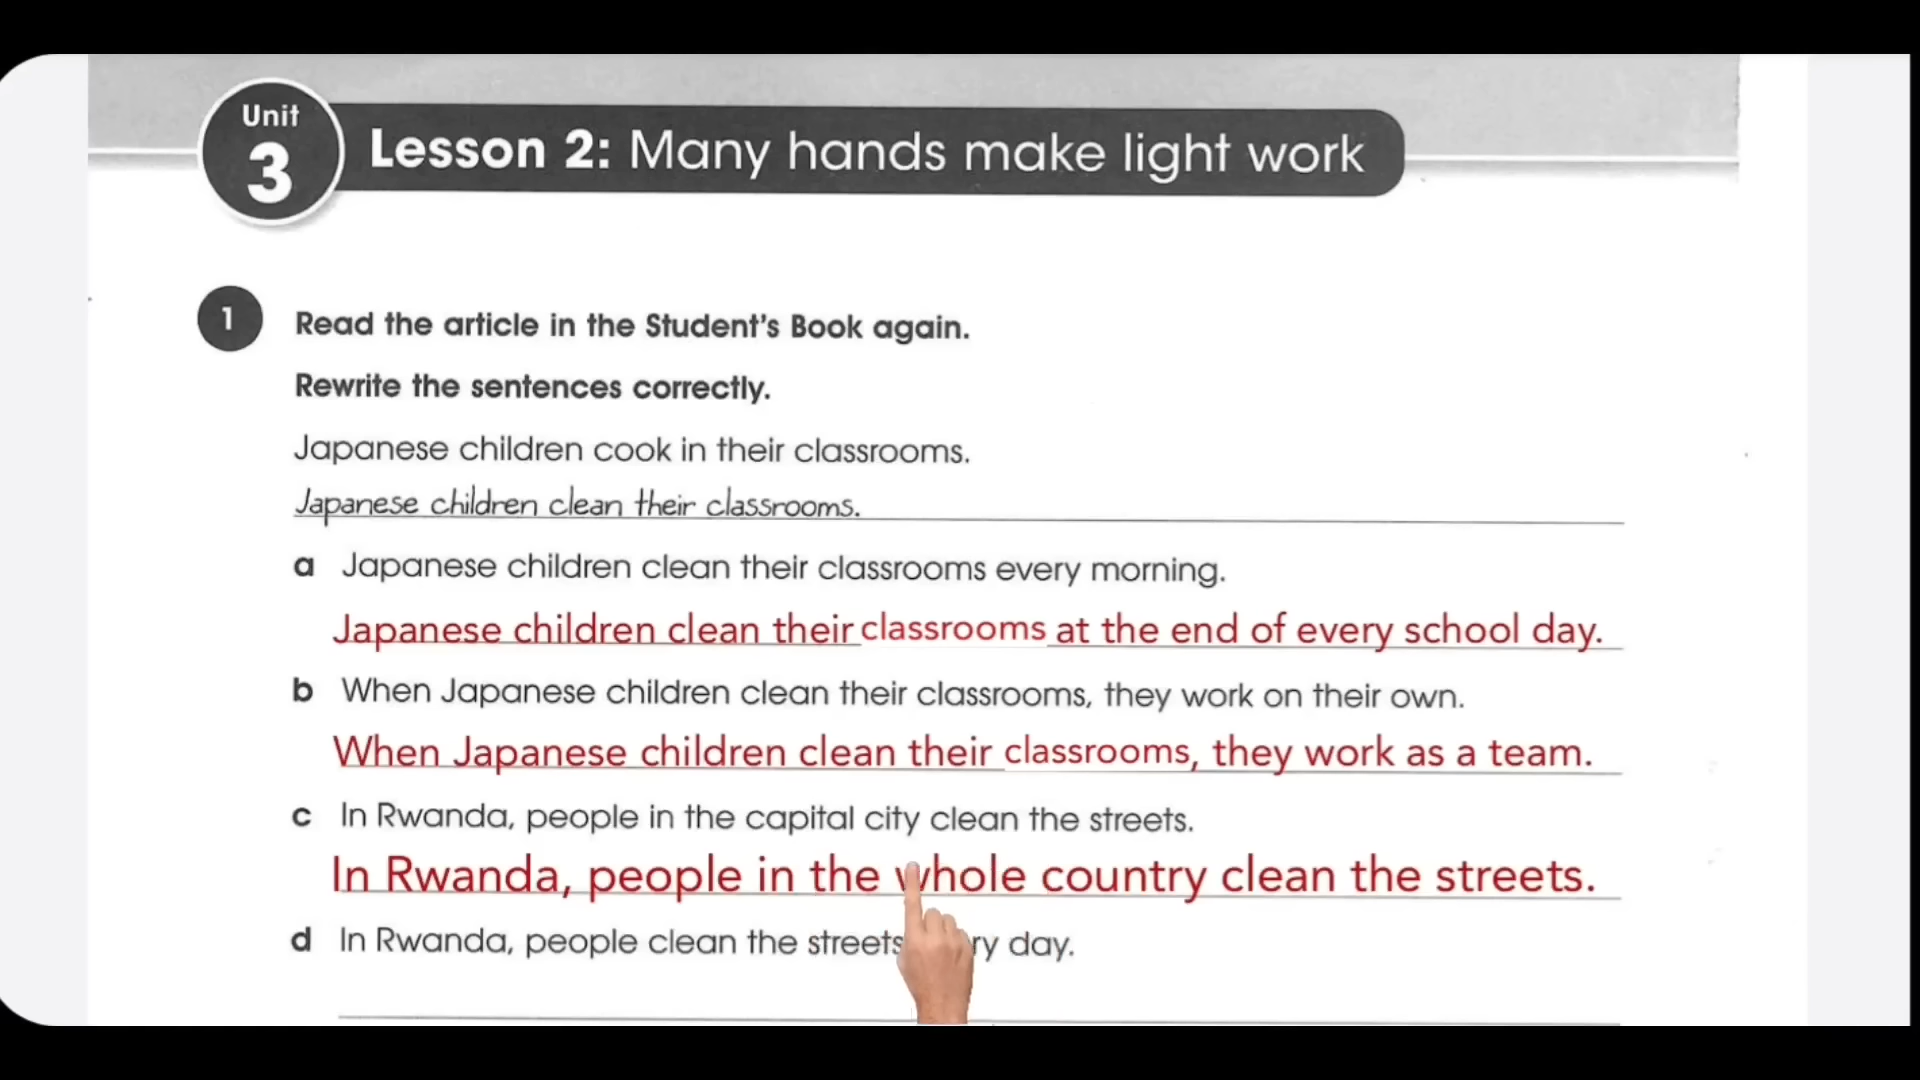 Unit
3
Lesson 2: Many hands make light work
1
Read the article in the Student's Book again.
Rewrite the sentences correctly.
Japanese children cook in their classrooms.
Japanese children clean their classrooms.
a Japanese children clean their classrooms every morning.
Japanese children clean their classrooms at the end of every school day.
b When Japanese children clean their classrooms, they work on their own.
When Japanese children clean their classrooms, they work as a team.
c In Rwanda, people in the capital city clean the streets.
In Rwanda, people in the whole country clean the streets.
d In Rwanda, people clean the streets day.